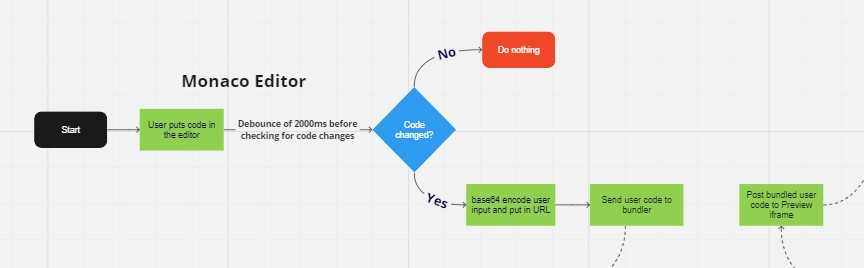 No
Do nothing
Monaco Editor
Start
User puts code in
the editor
Debounce of 2000ms before
checking for code changes
Code
changed?
Yes
base64 encode user
input and put in URL
Send user code to
bundler
Post bundled user
code to Preview
iframe